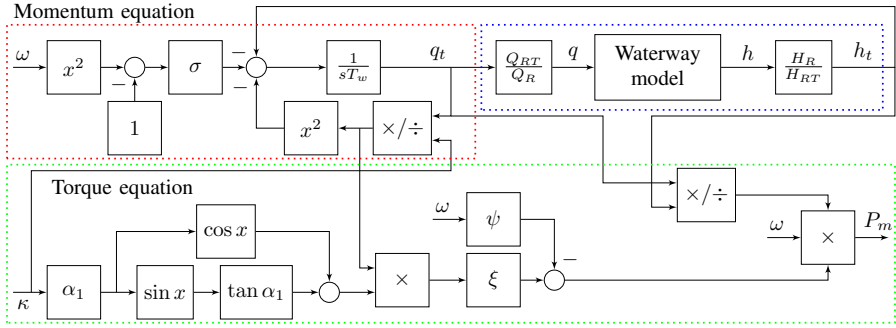 Momentum equation
ω x² − σ − − 1/(sT_w) q_t Q_RT/Q_R q Waterway model h H_R/H_RT h_t
1 x² ×/÷
Torque equation
×/÷
ω ψ
cos x − ω × P_m
κ α₁ sin x tan α₁ × ξ